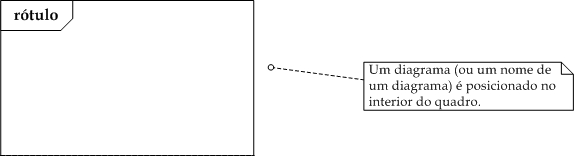 rótulo
Um diagrama (ou um nome de
um diagrama) é posicionado no
interior do quadro.